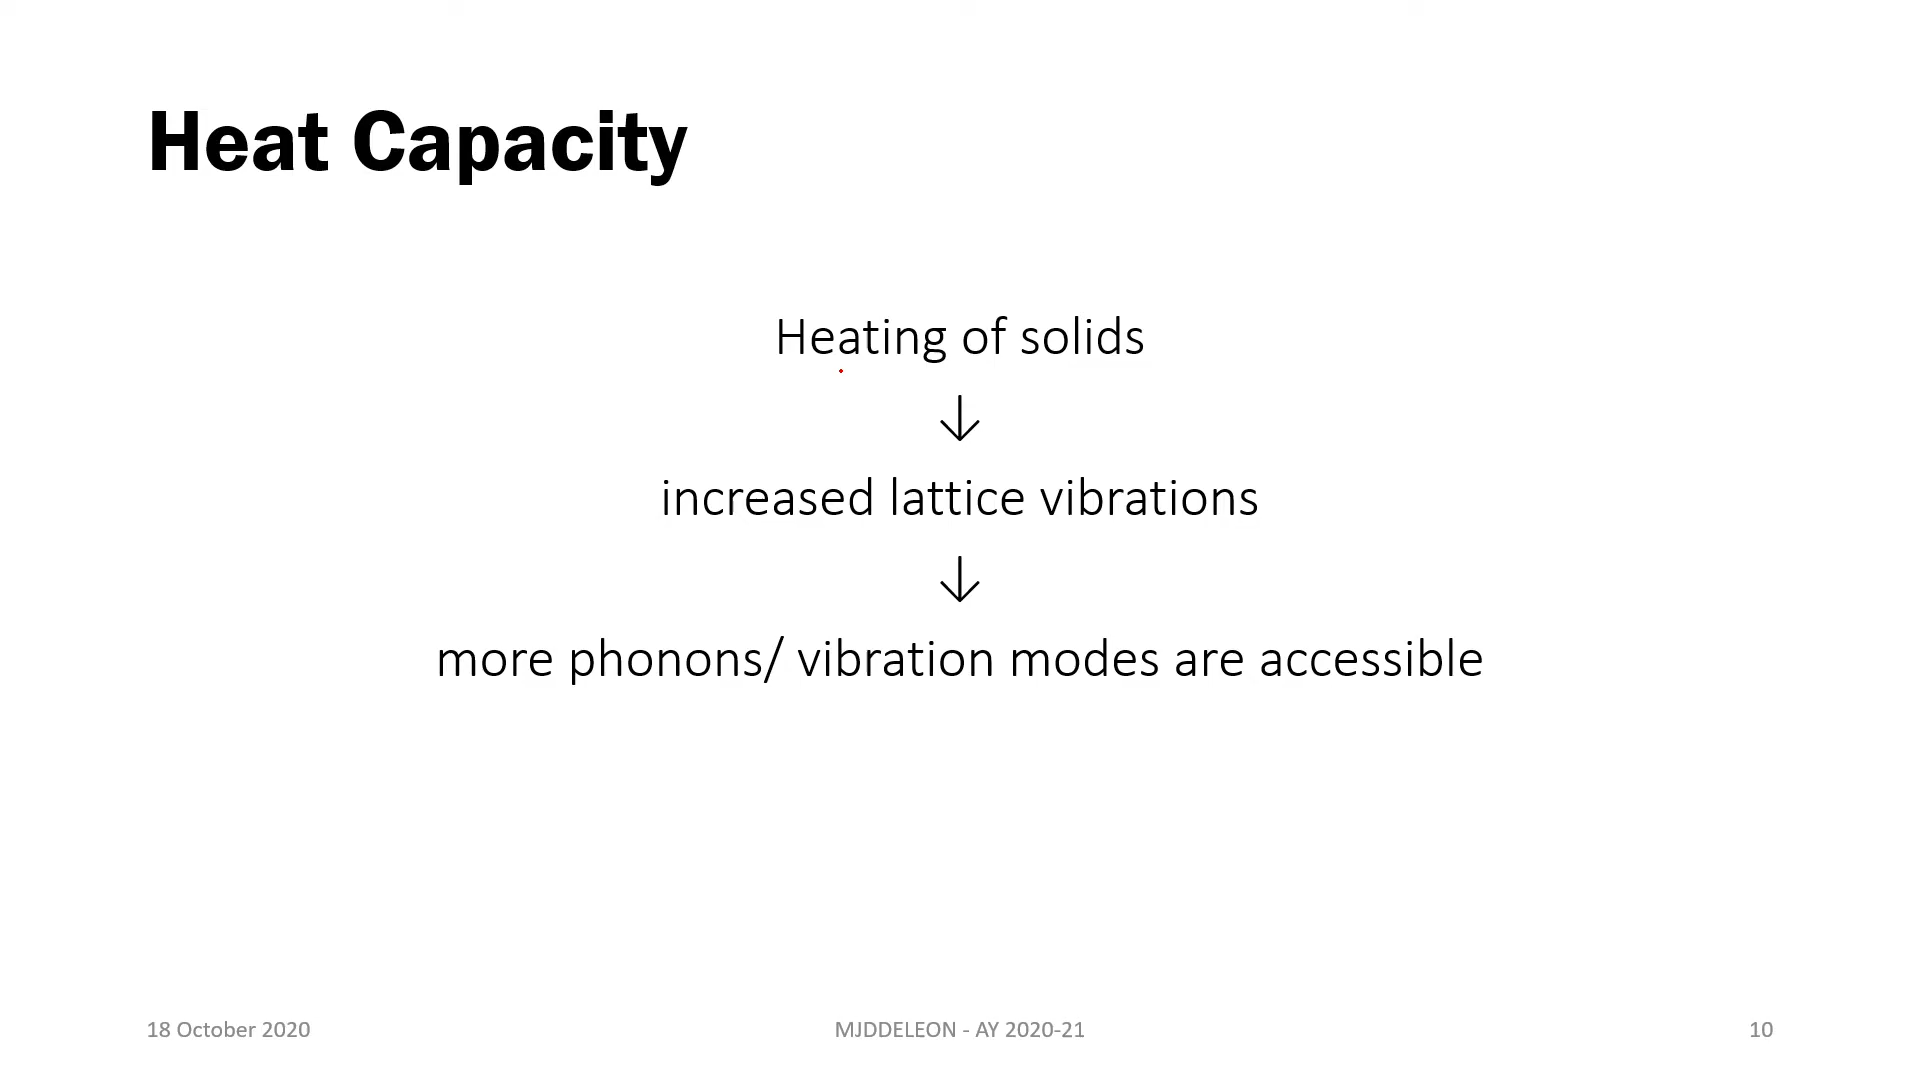 Heat Capacity
Heating of solids
↓
increased lattice vibrations
↓
more phonons/ vibration modes are accessible
18 October 2020
MJDDELEON - AY 2020-21
10